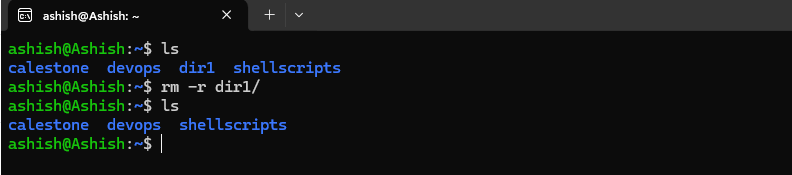 ashish@Ashish: ~
ashish@Ashish:~$ ls
calestone  devops  dir1  shellscripts
ashish@Ashish:~$ rm -r dir1/
ashish@Ashish:~$ ls
calestone  devops  shellscripts
ashish@Ashish:~$